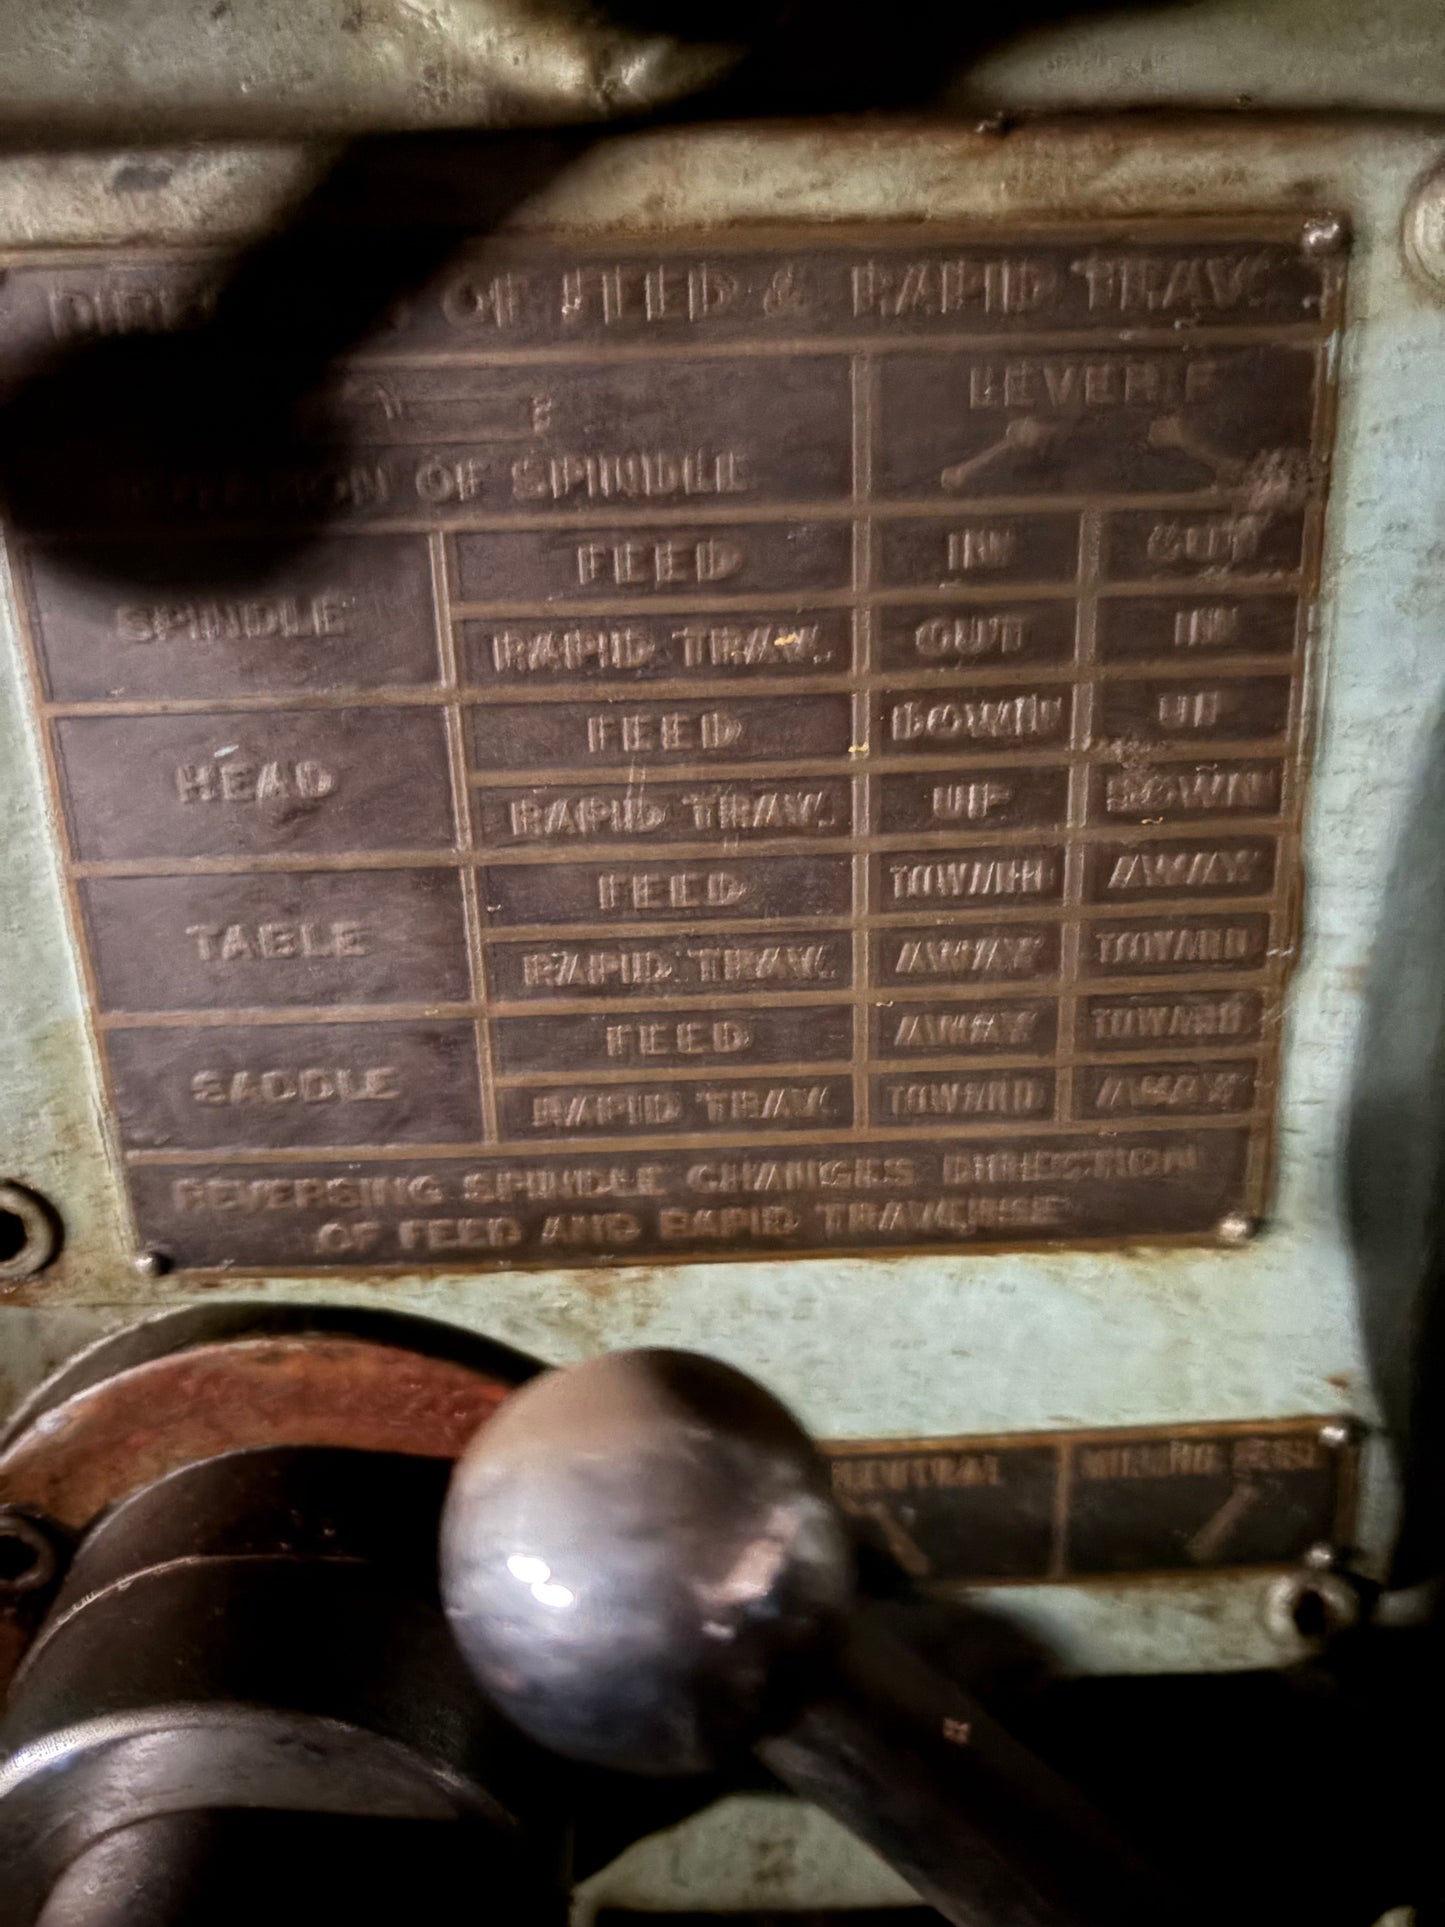 OF FEED & RAPID TRAV.
LEVER F
OF SPINDLE
SPINDLE FEED IN OUT
RAPID TRAV. OUT IN
HEAD FEED DOWN UP
RAPID TRAV. UP DOWN
TABLE FEED TOWARD AWAY
RAPID TRAV. AWAY TOWARD
SADDLE FEED AWAY TOWARD
RAPID TRAV. TOWARD AWAY
REVERSING SPINDLE CHANGES DIRECTION
OF FEED AND RAPID TRAVERSE
NEUTRAL MILLING FEED